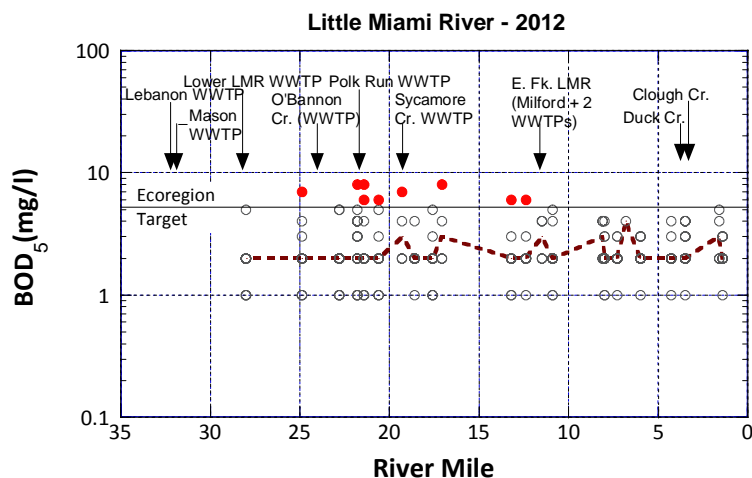 Little Miami River - 2012
100
10
1
0.1
BOD5 (mg/l)
Lebanon WWTP
_Mason
WWTP
Lower LMR WWTP
O'Bannon
Cr. (WWTP)
Polk Run WWTP
Sycamore
Cr. WWTP
E. Fk. LMR
(Milford + 2
WWTPs)
Clough Cr.
Duck Cr.
Ecoregion
Target
35 30 25 20 15 10 5 0
River Mile